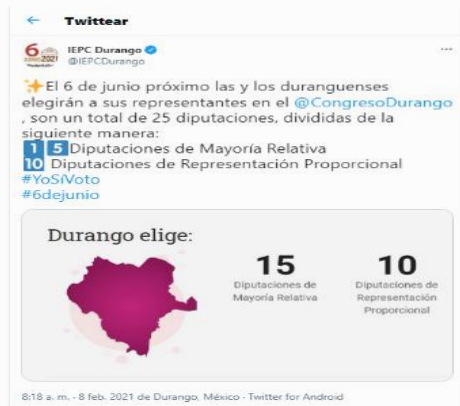 Twittear
IEPC Durango
@IEPCDurango
El 6 de junio próximo las y los duranguenses
elegirán a sus representantes en el @CongresoDurango
, son un total de 25 diputaciones, divididas de la
siguiente manera:
1 5 Diputaciones de Mayoría Relativa
10 Diputaciones de Representación Proporcional
#YoSíVoto
#6dejunio
Durango elige:
15
Diputaciones de
Mayoría Relativa
10
Diputaciones de
Representación
Proporcional
8:18 a. m. · 8 feb. 2021 de Durango, México · Twitter for Android